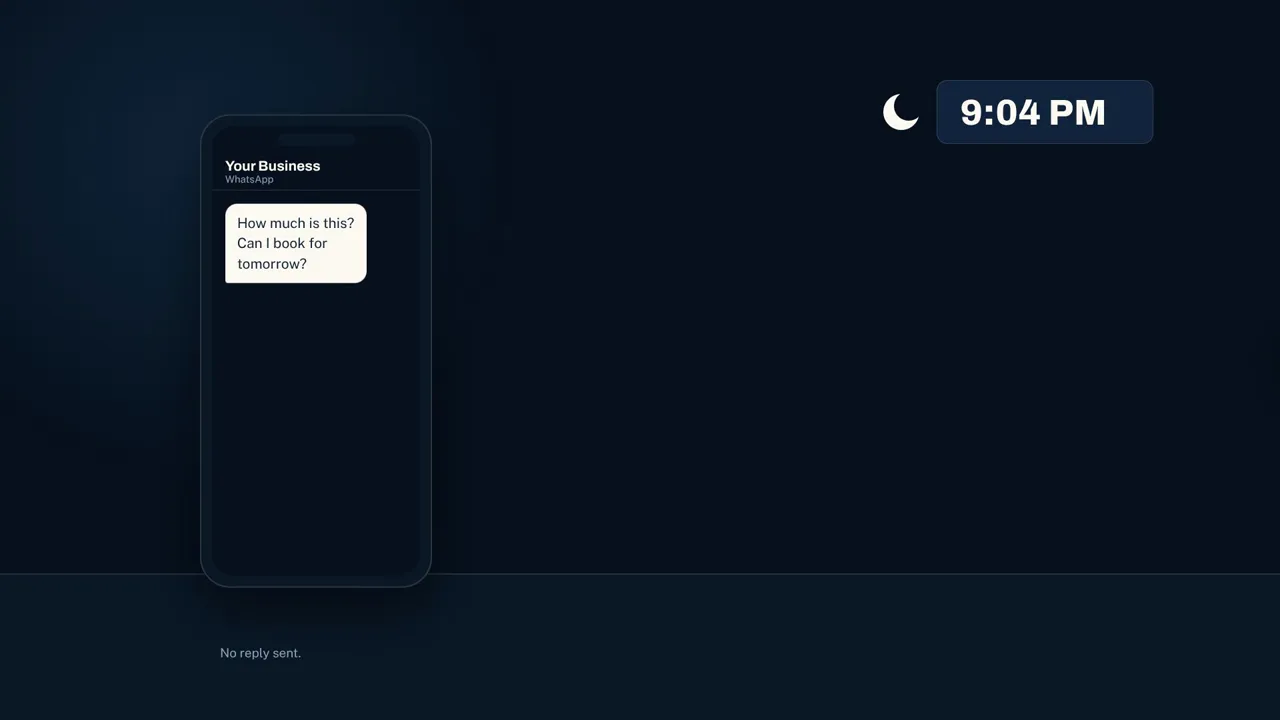 9:04 PM
Your Business
WhatsApp
How much is this?
Can I book for
tomorrow?
No reply sent.